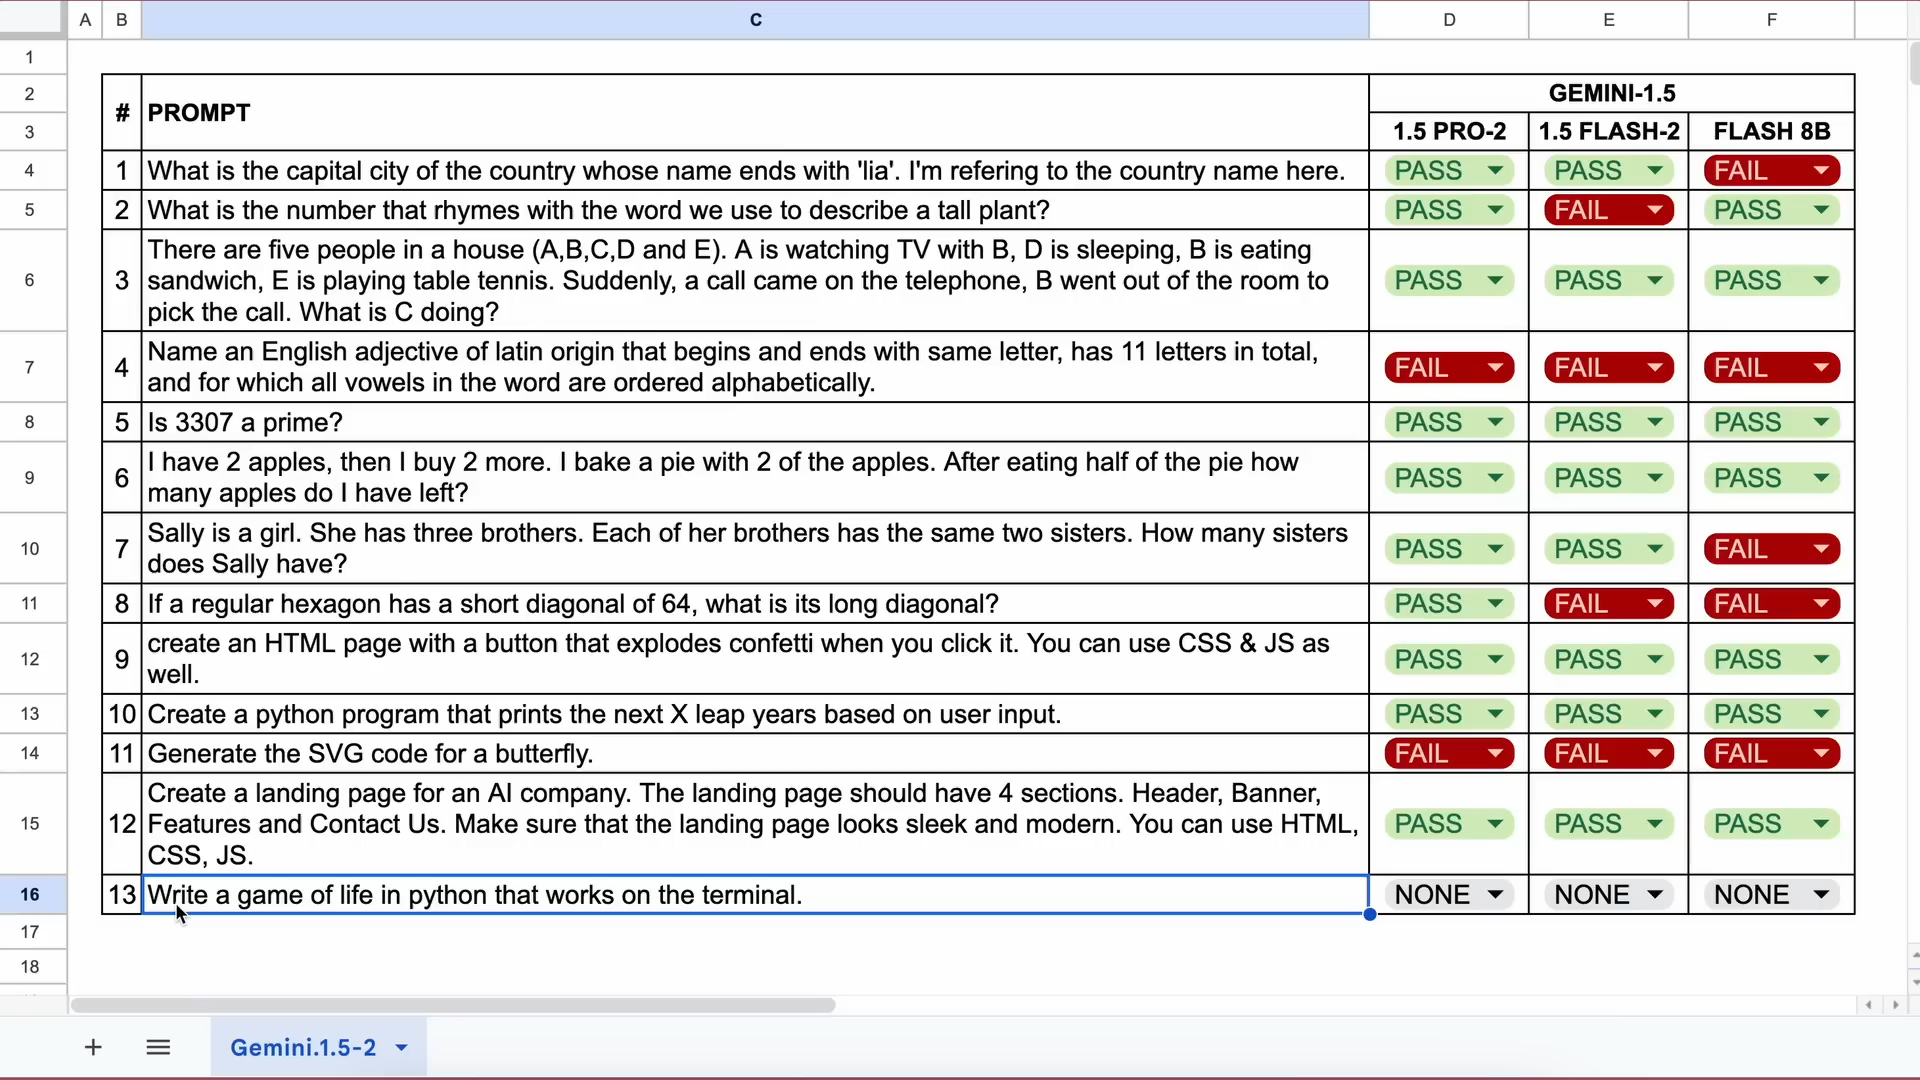 A B C D E F
1
2 # PROMPT GEMINI-1.5
3 1.5 PRO-2 1.5 FLASH-2 FLASH 8B
4 1 What is the capital city of the country whose name ends with 'lia'. I'm refering to the country name here. PASS PASS FAIL
5 2 What is the number that rhymes with the word we use to describe a tall plant? PASS FAIL PASS
There are five people in a house (A,B,C,D and E). A is watching TV with B, D is sleeping, B is eating
6 3 sandwich, E is playing table tennis. Suddenly, a call came on the telephone, B went out of the room to PASS PASS PASS
pick the call. What is C doing?
7 4 Name an English adjective of latin origin that begins and ends with same letter, has 11 letters in total, FAIL FAIL FAIL
and for which all vowels in the word are ordered alphabetically.
8 5 Is 3307 a prime? PASS PASS PASS
9 6 I have 2 apples, then I buy 2 more. I bake a pie with 2 of the apples. After eating half of the pie how PASS PASS PASS
many apples do I have left?
10 7 Sally is a girl. She has three brothers. Each of her brothers has the same two sisters. How many sisters PASS PASS FAIL
does Sally have?
11 8 If a regular hexagon has a short diagonal of 64, what is its long diagonal? PASS FAIL FAIL
12 9 create an HTML page with a button that explodes confetti when you click it. You can use CSS & JS as PASS PASS PASS
well.
13 10 Create a python program that prints the next X leap years based on user input. PASS PASS PASS
14 11 Generate the SVG code for a butterfly. FAIL FAIL FAIL
Create a landing page for an AI company. The landing page should have 4 sections. Header, Banner,
15 12 Features and Contact Us. Make sure that the landing page looks sleek and modern. You can use HTML, PASS PASS PASS
CSS, JS.
16 13 Write a game of life in python that works on the terminal. NONE NONE NONE
17
18
Gemini.1.5-2